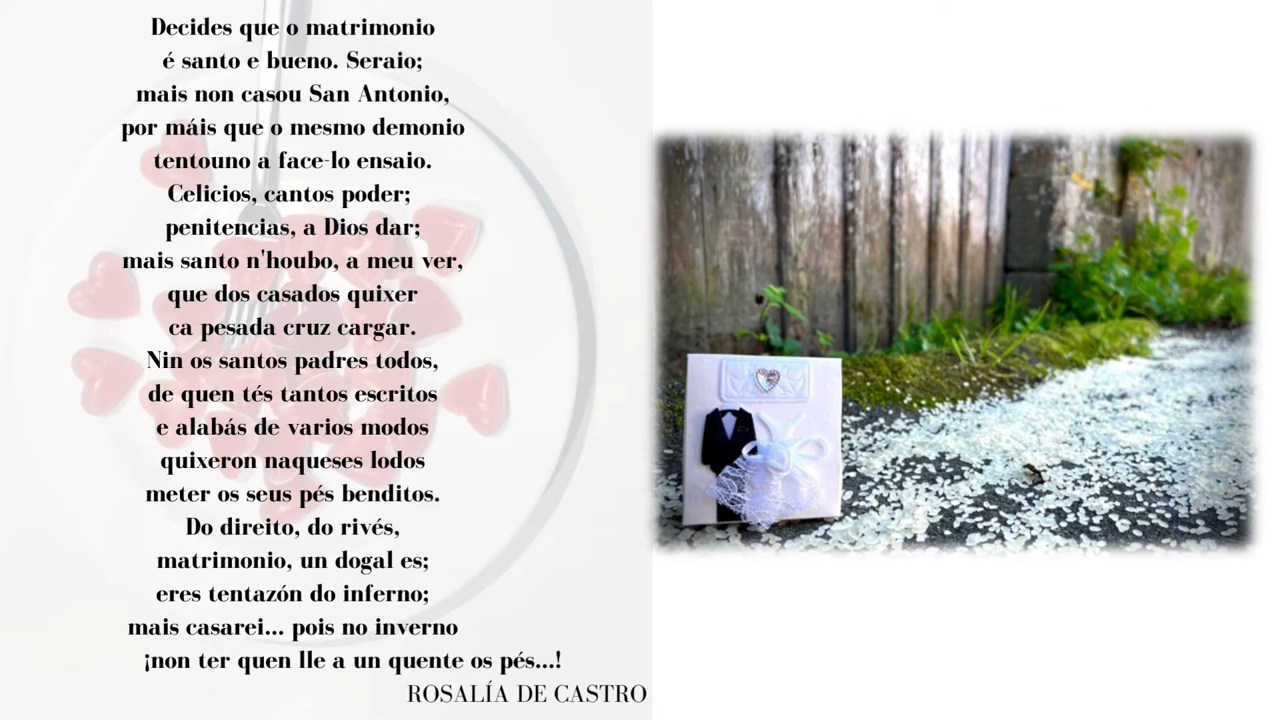 Decides que o matrimonio
é santo e bueno. Seraio;
mais non casou San Antonio,
por máis que o mesmo demonio
tentouno a face-lo ensaio.
Celicios, cantos poder;
penitencias, a Dios dar;
mais santo n'houbo, a meu ver,
que dos casados quixer
ca pesada cruz cargar.
Nin os santos padres todos,
de quen tés tantos escritos
e alabás de varios modos
quixeron naqueses lodos
meter os seus pés benditos.
Do direito, do rivés,
matrimonio, un dogal es;
eres tentazón do inferno;
mais casarei... pois no inverno
¡non ter quen lle a un quente os pés...!
ROSALÍA DE CASTRO